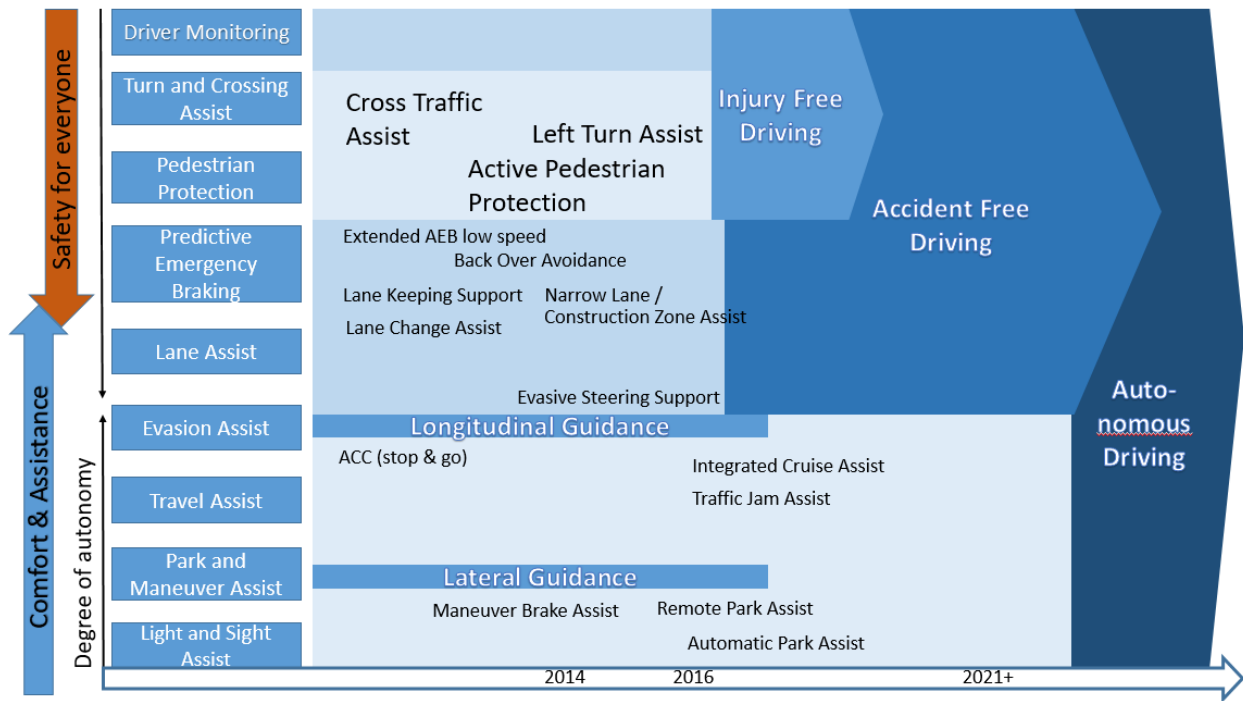 Safety for everyone
Comfort & Assistance
Degree of autonomy
Driver Monitoring
Turn and Crossing
Assist
Pedestrian
Protection
Predictive
Emergency
Braking
Lane Assist
Evasion Assist
Travel Assist
Park and
Maneuver Assist
Light and Sight
Assist
Cross Traffic
Assist
Left Turn Assist
Active Pedestrian
Protection
Extended AEB low speed
Back Over Avoidance
Lane Keeping Support
Narrow Lane /
Construction Zone Assist
Lane Change Assist
Evasive Steering Support
Longitudinal Guidance
ACC (stop & go)
Integrated Cruise Assist
Traffic Jam Assist
Lateral Guidance
Maneuver Brake Assist
Remote Park Assist
Automatic Park Assist
Injury Free
Driving
Accident Free
Driving
Auto-
nomous
Driving
2014
2016
2021+